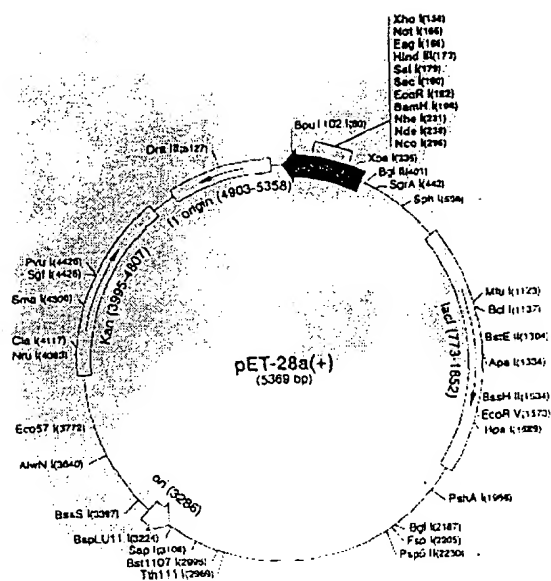 Xho I(158)
Not I(166)
Eag I(166)
Hind III(173)
Sal I(179)
Sac I(190)
EcoR I(192)
BamH I(198)
Nhe I(231)
Nde I(238)
Nco I(296)
Bpu1102 I(80)
Xba I(335)
Bgl II(401)
SgrA I(442)
Sph I(598)
Dra III(5127)
f1 origin (4903-5358)
Pvu I(4426)
Sgf I(4426)
Sma I(4300)
Kan (3995-4807)
Cla I(4117)
Nru I(4083)
Mlu I(1123)
Bcl I(1137)
BstE II(1304)
Apa I(1334)
lacI (773-1852)
BssH II(1534)
EcoR V(1573)
Hpa I(1629)
pET-28a(+)
(5369 bp)
Eco57 I(3772)
AlwN I(3640)
ori (3286)
PshA I(1968)
BssS I(3397)
BspLU11 I(3224)
Sap I(3108)
Bst1107 I(2995)
Tth111 I(2969)
Bgl I(2187)
Fsp I(2205)
Psp5 II(2230)